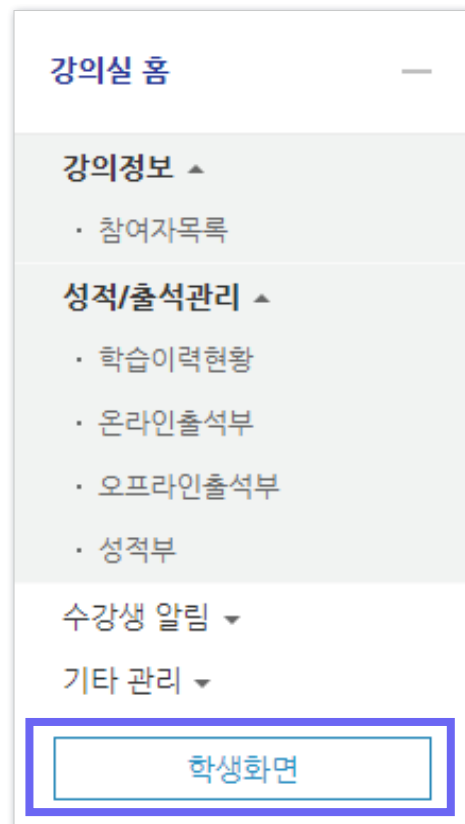 강의실 홈
강의정보
· 참여자목록
성적/출석관리
· 학습이력현황
· 온라인출석부
· 오프라인출석부
· 성적부
수강생 알림
기타 관리
학생화면